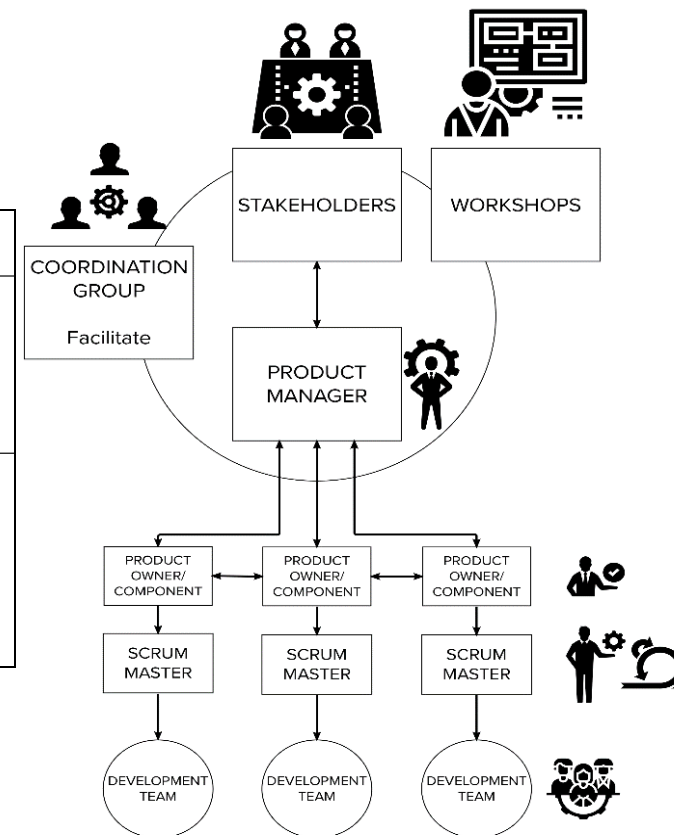 STAKEHOLDERS
WORKSHOPS
COORDINATION
GROUP
Facilitate
PRODUCT
MANAGER
PRODUCT
OWNER/
COMPONENT
PRODUCT
OWNER/
COMPONENT
PRODUCT
OWNER/
COMPONENT
SCRUM
MASTER
SCRUM
MASTER
SCRUM
MASTER
DEVELOPMENT
TEAM
DEVELOPMENT
TEAM
DEVELOPMENT
TEAM